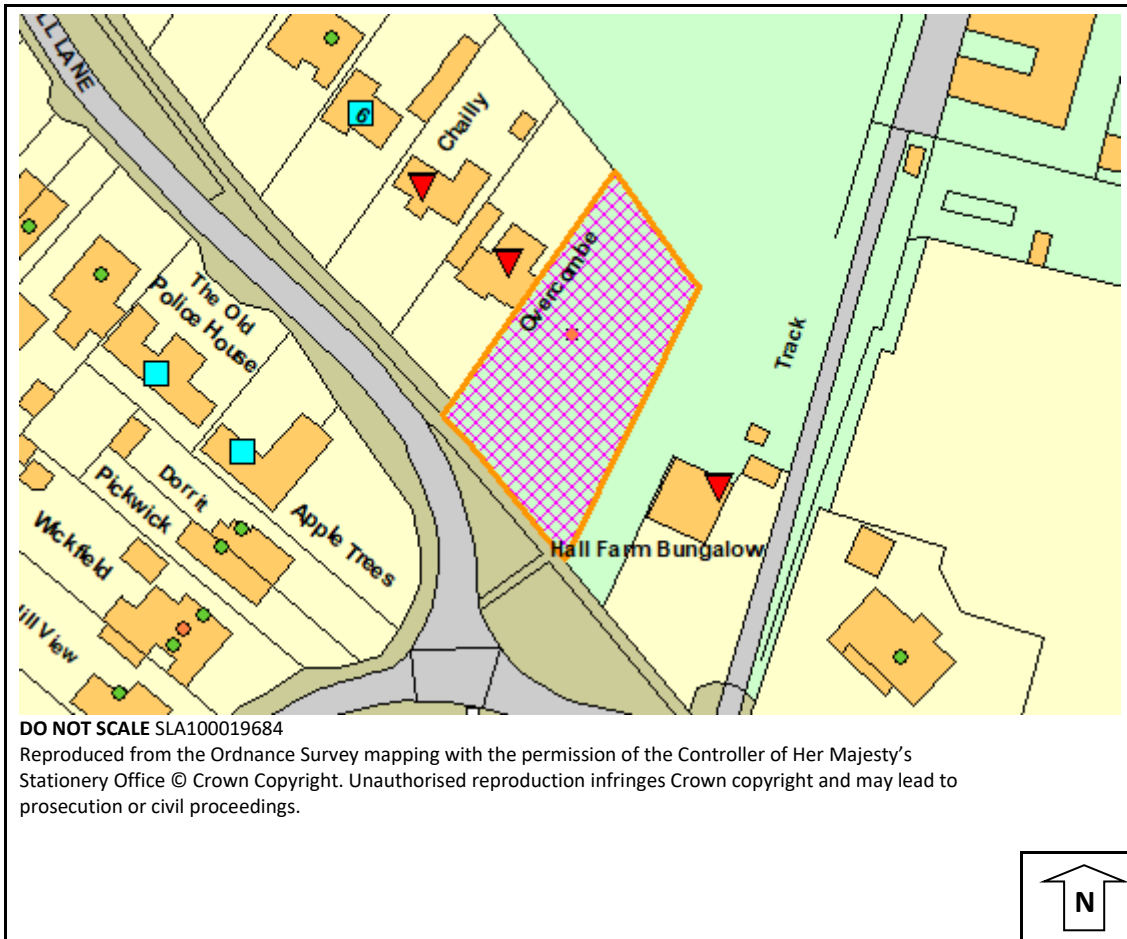 LL LANE
6
Chailly
Overcombe
The Old
Police House
Track
Dorrit
Pickwick
Apple Trees
Wickfield
Hall Farm Bungalow
ill View
DO NOT SCALE SLA100019684
Reproduced from the Ordnance Survey mapping with the permission of the Controller of Her Majesty's
Stationery Office © Crown Copyright. Unauthorised reproduction infringes Crown copyright and may lead to
prosecution or civil proceedings.
N